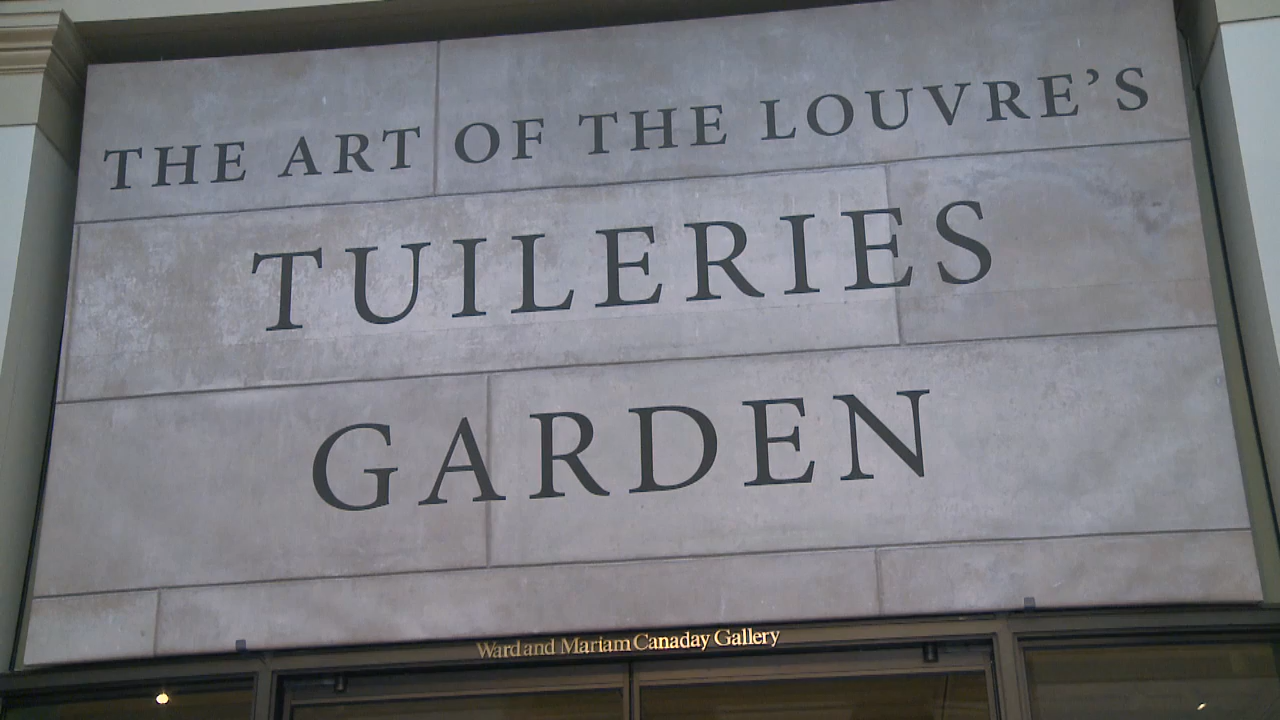 THE ART OF THE LOUVRE'S
TUILERIES
GARDEN
Ward and Mariam Canaday Gallery